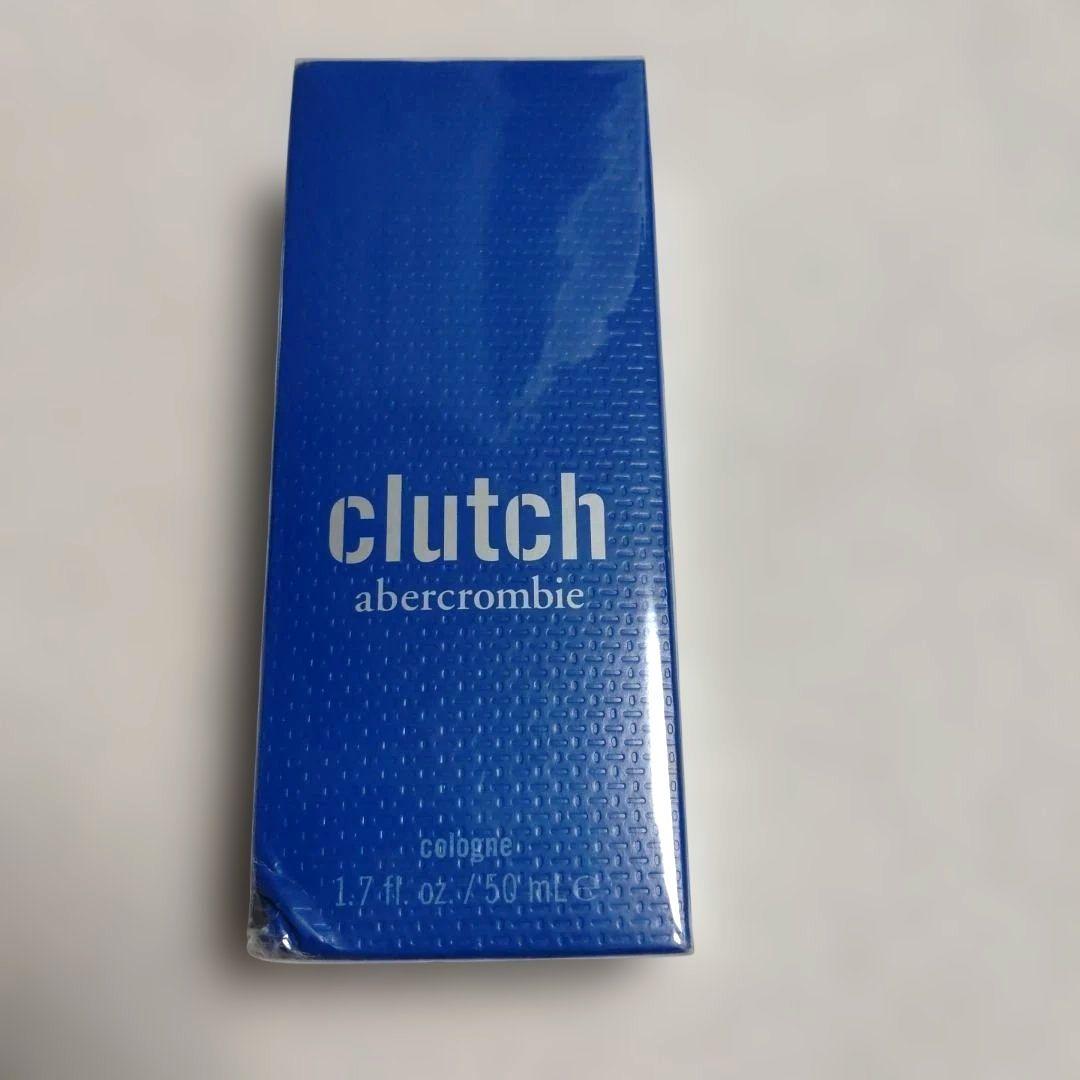 clutch
abercrombie
cologne
1.7 fl. oz. / 50 mL ℮